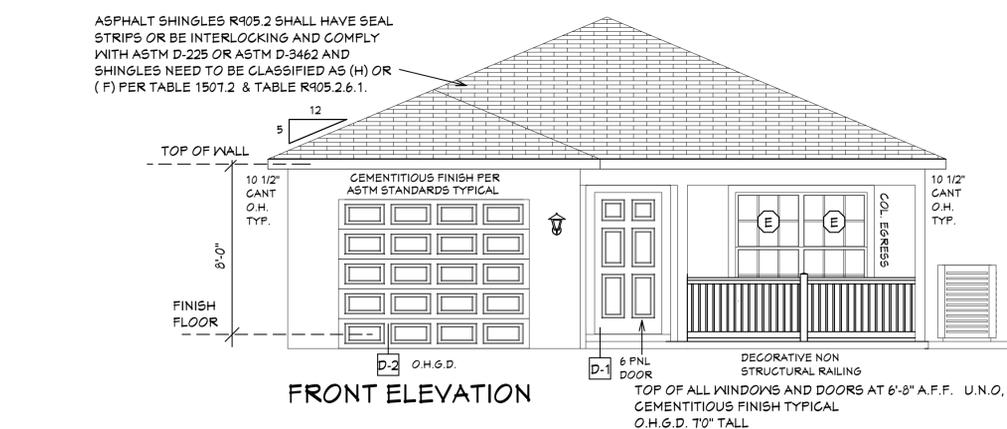 ASPHALT SHINGLES R905.2 SHALL HAVE SEAL
STRIPS OR BE INTERLOCKING AND COMPLY
WITH ASTM D-225 OR ASTM D-3462 AND
SHINGLES NEED TO BE CLASSIFIED AS (H) OR
( F) PER TABLE 1507.2 & TABLE R905.2.6.1.
12
5
TOP OF WALL
10 1/2"
CANT
O.H.
TYP.
CEMENTITIOUS FINISH PER
ASTM STANDARDS TYPICAL
10 1/2"
CANT
O.H.
TYP.
COL. EGRESS
E
E
8'-0"
FINISH
FLOOR
D-2
O.H.G.D.
D-1
6 PNL
DOOR
DECORATIVE NON
STRUCTURAL RAILING
FRONT ELEVATION
TOP OF ALL WINDOWS AND DOORS AT 6'-8" A.F.F. U.N.O,
CEMENTITIOUS FINISH TYPICAL
O.H.G.D. 7'0" TALL